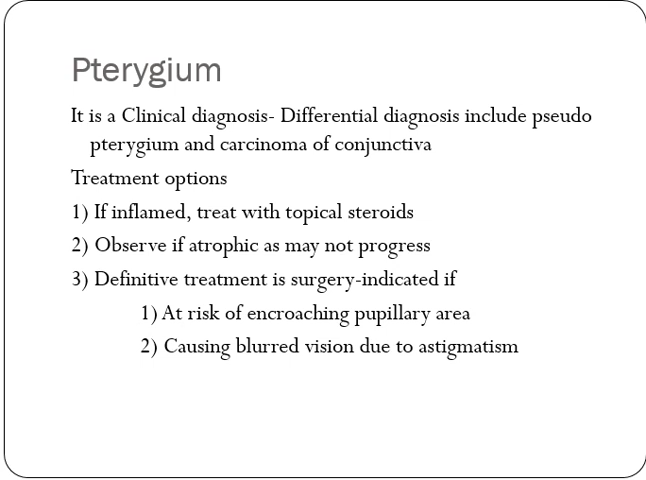 Pterygium
It is a Clinical diagnosis- Differential diagnosis include pseudo
pterygium and carcinoma of conjunctiva
Treatment options
1) If inflamed, treat with topical steroids
2) Observe if atrophic as may not progress
3) Definitive treatment is surgery-indicated if
1) At risk of encroaching pupillary area
2) Causing blurred vision due to astigmatism